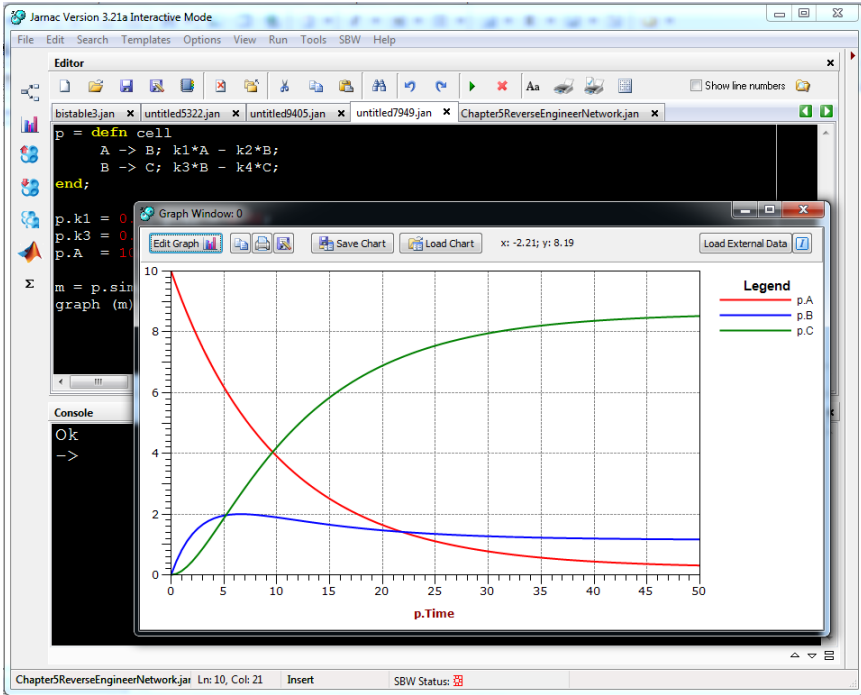 Jarnac Version 3.21a Interactive Mode
File Edit Search Templates Options View Run Tools SBW Help
Editor
Aa Show line numbers
bistable3.jan untitled5322.jan untitled9405.jan untitled7949.jan Chapter5ReverseEngineerNetwork.jan
p = defn cell
A -> B; k1*A - k2*B;
B -> C; k3*B - k4*C;
end;
p.k1 = 0.
p.k3 = 0.
p.A = 10
m = p.sim
graph (m)
Graph Window: 0
Edit Graph Save Chart Load Chart x: -2.21; y: 8.19 Load External Data
Legend
p.A
p.B
p.C
10
8
6
4
2
0
0 5 10 15 20 25 30 35 40 45 50
p.Time
Σ
Console
Ok
->
Chapter5ReverseEngineerNetwork.jar Ln: 10, Col: 21 Insert SBW Status: